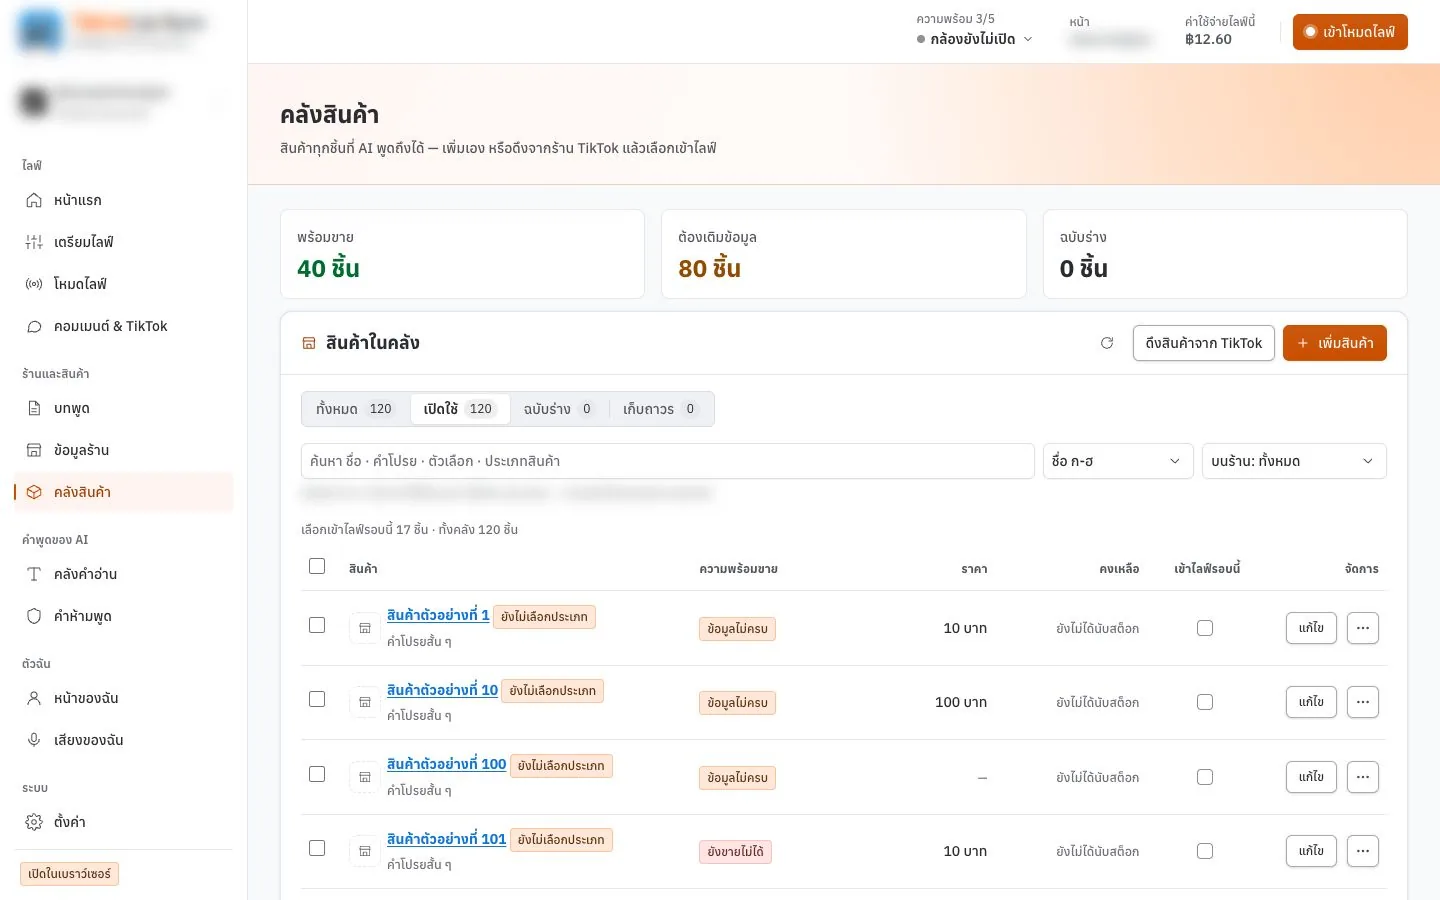 ความพร้อม 3/5
กล้องยังไม่เปิด
หน้า
ค่าใช้จ่ายไลฟ์นี้
฿12.60
เข้าโหมดไลฟ์
ไลฟ์
หน้าแรก
เตรียมไลฟ์
โหมดไลฟ์
คอมเมนต์ & TikTok
ร้านและสินค้า
บทพูด
ข้อมูลร้าน
คลังสินค้า
คำพูดของ AI
คลังคำอ่าน
คำห้ามพูด
ตัวฉัน
หน้าของฉัน
เสียงของฉัน
ระบบ
ตั้งค่า
เปิดในเบราว์เซอร์
คลังสินค้า
สินค้าทุกชิ้นที่ AI พูดถึงได้ — เพิ่มเอง หรือดึงจากร้าน TikTok แล้วเลือกเข้าไลฟ์
พร้อมขาย
40 ชิ้น
ต้องเติมข้อมูล
80 ชิ้น
ฉบับร่าง
0 ชิ้น
สินค้าในคลัง
ดึงสินค้าจาก TikTok
+ เพิ่มสินค้า
ทั้งหมด 120 เปิดใช้ 120 ฉบับร่าง 0 เก็บถาวร 0
ค้นหา ชื่อ · คำโปรย · ตัวเลือก · ประเภทสินค้า
ชื่อ ก-ฮ
บนร้าน: ทั้งหมด
เลือกเข้าไลฟ์รอบนี้ 17 ชิ้น · ทั้งคลัง 120 ชิ้น
สินค้า ความพร้อมขาย ราคา คงเหลือ เข้าไลฟ์รอบนี้ จัดการ
สินค้าตัวอย่างที่ 1 ยังไม่เลือกประเภท
คำโปรยสั้น ๆ
ข้อมูลไม่ครบ 10 บาท ยังไม่ได้นับสต็อก แก้ไข ...
สินค้าตัวอย่างที่ 10 ยังไม่เลือกประเภท
คำโปรยสั้น ๆ
ข้อมูลไม่ครบ 100 บาท ยังไม่ได้นับสต็อก แก้ไข ...
สินค้าตัวอย่างที่ 100 ยังไม่เลือกประเภท
คำโปรยสั้น ๆ
ข้อมูลไม่ครบ — ยังไม่ได้นับสต็อก แก้ไข ...
สินค้าตัวอย่างที่ 101 ยังไม่เลือกประเภท
คำโปรยสั้น ๆ
ยังขายไม่ได้ 10 บาท ยังไม่ได้นับสต็อก แก้ไข ...